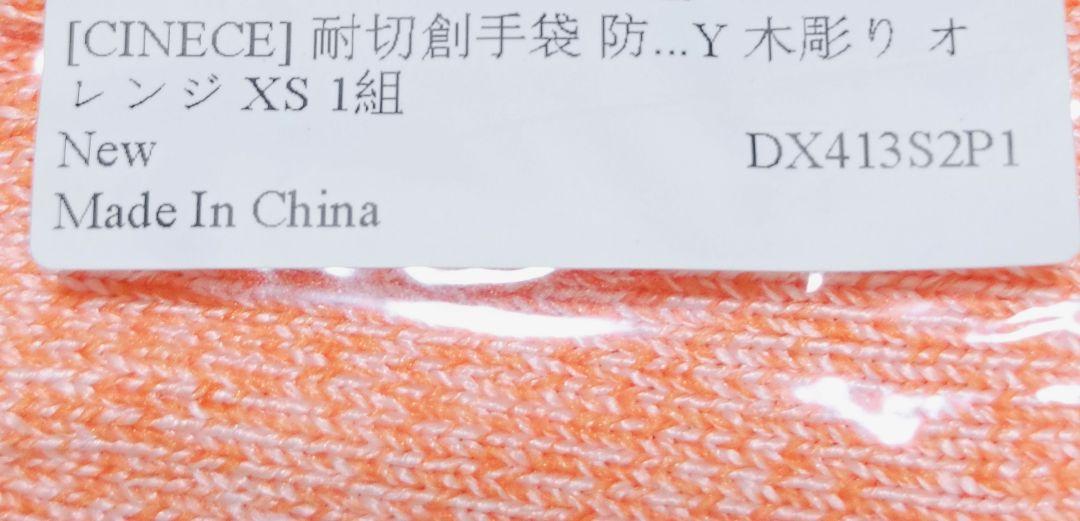 [CINECE] 耐切創手袋 防...Y 木彫り オ
レンジ XS 1組
New DX413S2P1
Made In China